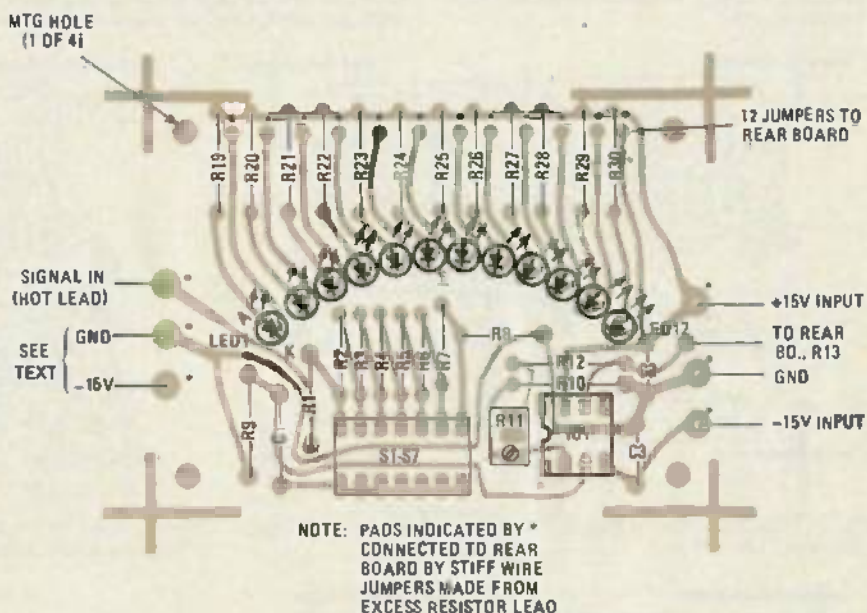 MTG HOLE
(1 OF 4)
12 JUMPERS TO
REAR BOARD
R19
R20
R21
R22
R23
R24
R25
R26
R27
R28
R29
R30
SIGNAL IN
(HOT LEAD)
GND
SEE
TEXT
-15V
A
LED1
K
R2
R3
R4
R5
R6
R7
R8
R12
R10
R11
R9
R1
S1-S7
C3
+15V INPUT
TO REAR
BD., R13
GND
-15V INPUT
NOTE: PADS INDICATED BY *
CONNECTED TO REAR
BOARD BY STIFF WIRE
JUMPERS MADE FROM
EXCESS RESISTOR LEAD